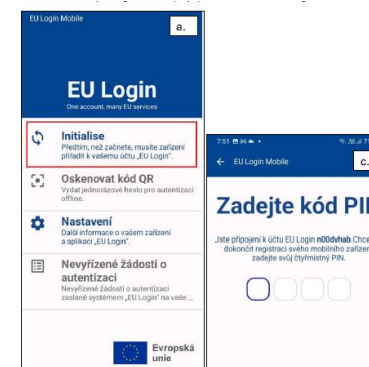 EU Login Mobile
a.
EU Login
One account, many EU services
Initialise
Předtím, než začnete, musíte zařízení
přiřadit k vašemu účtu „EU Login".
Oskenovat kód QR
Vydat jednorázové heslo pro autentizaci
offline.
Nastavení
Další informace o vašem zařízení
a aplikaci „EU Login".
Nevyřízené žádosti o
autentizaci
Nevyřízené žádosti o autentizaci
zaslané systémem „EU Login" na vaše ...
Evropská
unie
7:51
EU Login Mobile
c.
Zadejte kód PI
Jste připojeni k účtu EU Login n00dvhab.Chce
dokončit registraci svého mobilního zařízen
zadejte svůj čtyřmístný PIN.